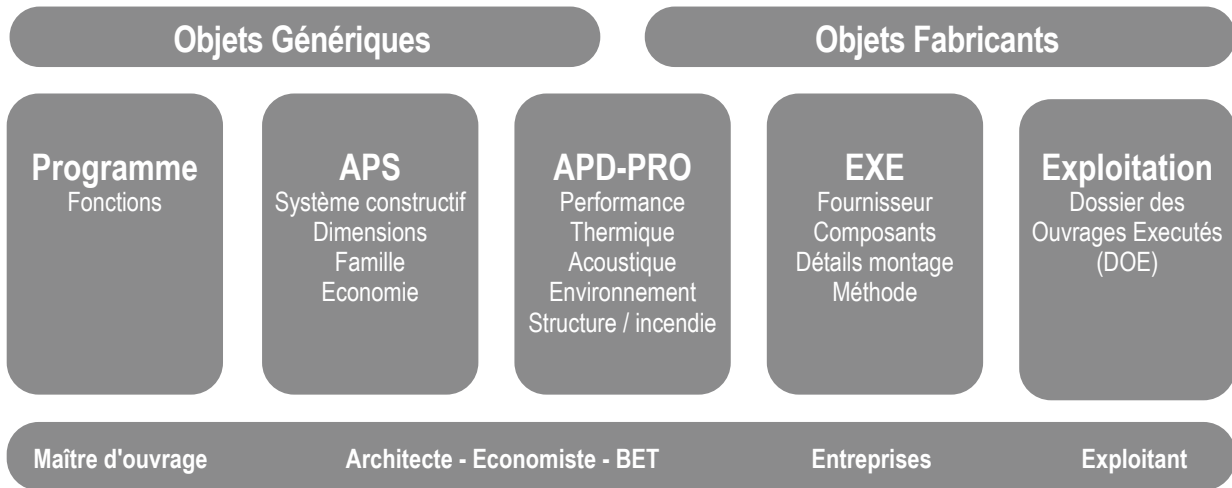 Objets Génériques
Objets Fabricants
Programme
Fonctions
APS
Système constructif
Dimensions
Famille
Economie
APD-PRO
Performance
Thermique
Acoustique
Environnement
Structure / incendie
EXE
Fournisseur
Composants
Détails montage
Méthode
Exploitation
Dossier des
Ouvrages Executés
(DOE)
Maître d'ouvrage
Architecte - Economiste - BET
Entreprises
Exploitant